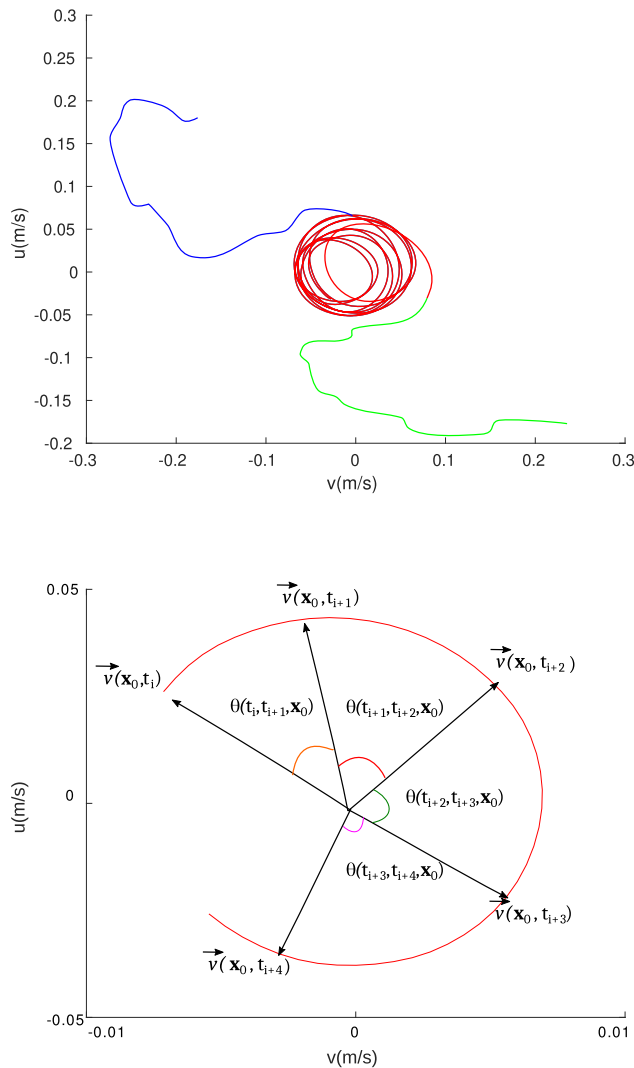 0.3
0.25
0.2
0.15
0.1
0.05
0
-0.05
-0.1
-0.15
-0.2
u(m/s)
-0.3 -0.2 -0.1 0 0.1 0.2 0.3
v(m/s)
0.05
v(x₀,tᵢ)
v(x₀,tᵢ₊₁)
v(x₀, tᵢ₊₂)
θ(tᵢ,tᵢ₊₁,x₀) θ(tᵢ₊₁,tᵢ₊₂,x₀)
0
u(m/s)
θ(tᵢ₊₂,tᵢ₊₃,x₀)
θ(tᵢ₊₃,tᵢ₊₄,x₀)
v(x₀, tᵢ₊₃)
v(x₀, tᵢ₊₄)
-0.05
-0.01 0 0.01
v(m/s)